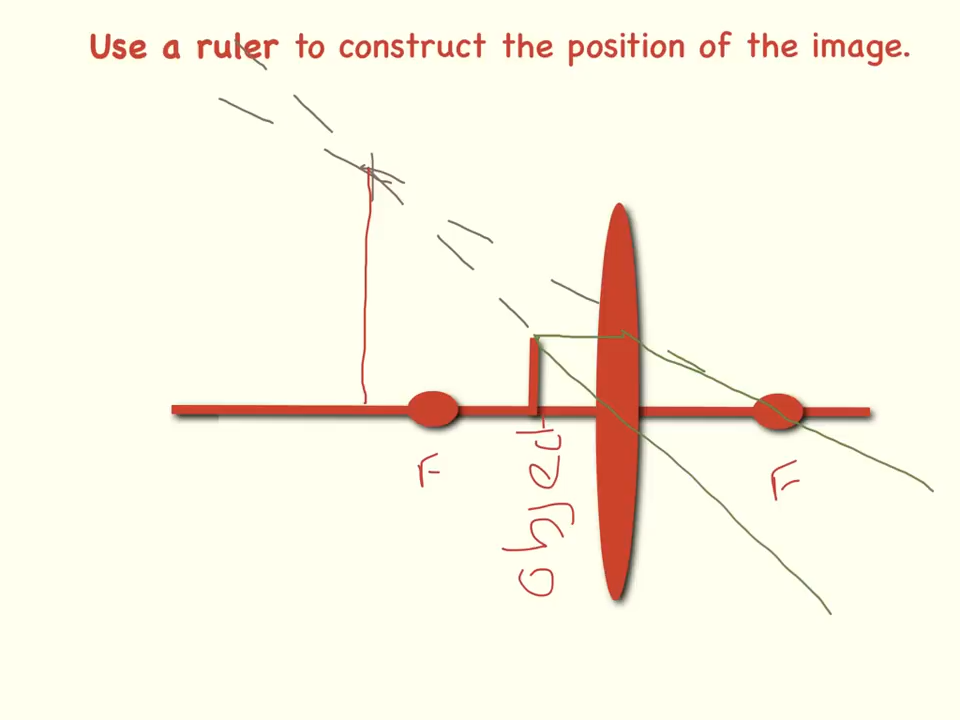 Use a ruler to construct the position of the image.
F
F
object